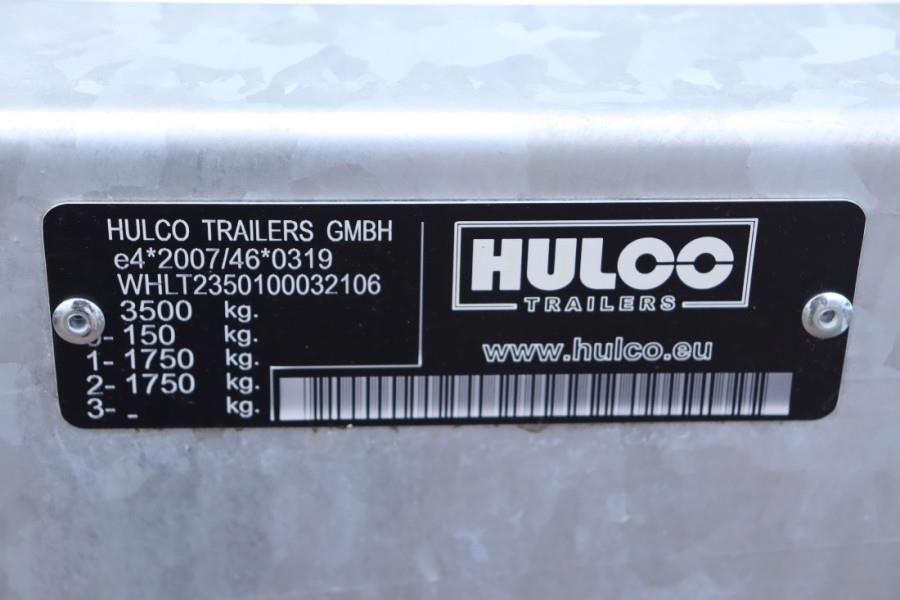 HULCO TRAILERS GMBH
e4*2007/46*0319
WHLT2350100032106
3500 kg.
0- 150 kg.
1- 1750 kg.
2- 1750 kg.
3- - kg.
HULCO
TRAILERS
www.hulco.eu